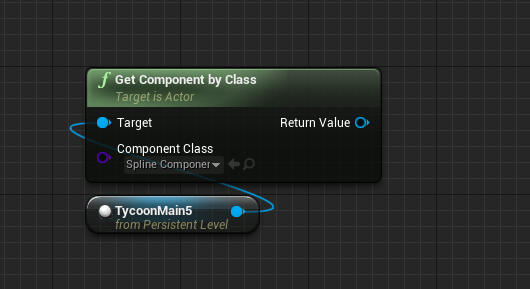 f Get Component by Class
Target is Actor
Target Return Value
Component Class
Spline Componer
TycoonMain5
from Persistent Level